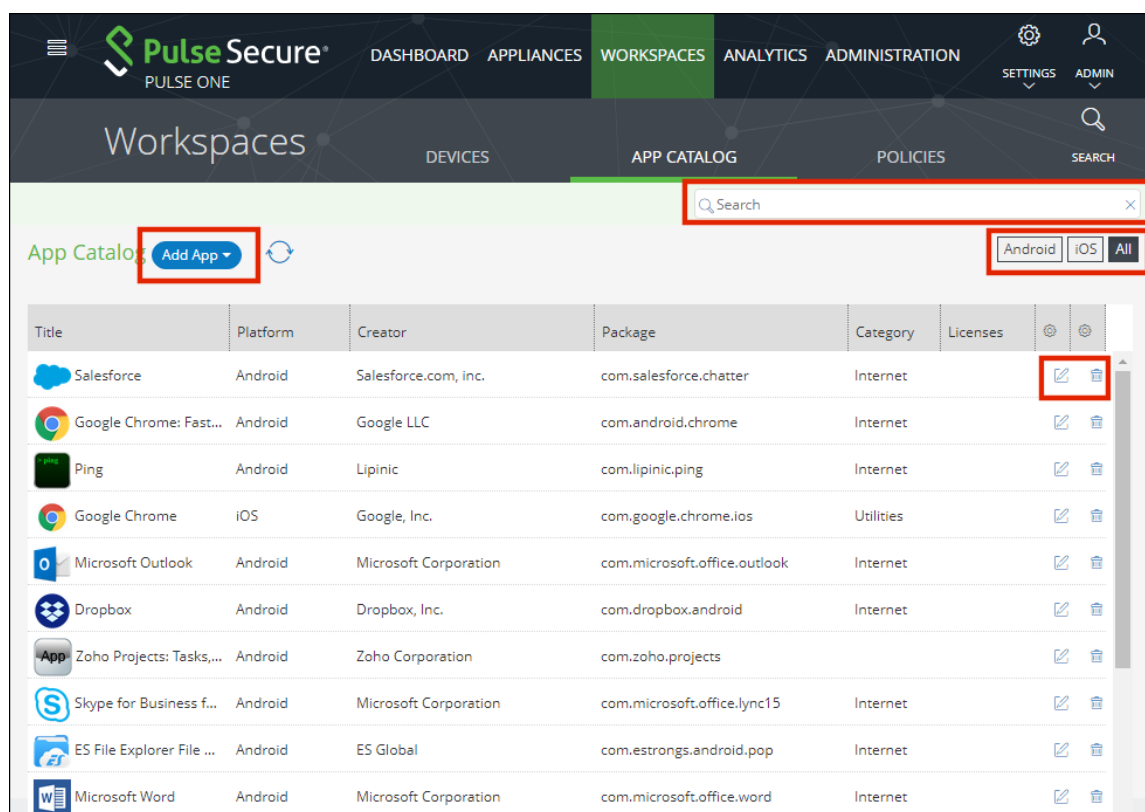 Pulse Secure®
PULSE ONE
DASHBOARD APPLIANCES WORKSPACES ANALYTICS ADMINISTRATION
SETTINGS ADMIN
Workspaces
DEVICES APP CATALOG POLICIES
SEARCH
Search
App Catalog Add App
Android iOS All
Title Platform Creator Package Category Licenses
Salesforce Android Salesforce.com, inc. com.salesforce.chatter Internet
Google Chrome: Fast... Android Google LLC com.android.chrome Internet
> ping
Ping Android Lipinic com.lipinic.ping Internet
Google Chrome iOS Google, Inc. com.google.chrome.ios Utilities
Microsoft Outlook Android Microsoft Corporation com.microsoft.office.outlook Internet
Dropbox Android Dropbox, Inc. com.dropbox.android Internet
App Zoho Projects: Tasks,... Android Zoho Corporation com.zoho.projects
Skype for Business f... Android Microsoft Corporation com.microsoft.office.lync15 Internet
ES ES File Explorer File ... Android ES Global com.estrongs.android.pop Internet
W Microsoft Word Android Microsoft Corporation com.microsoft.office.word Internet